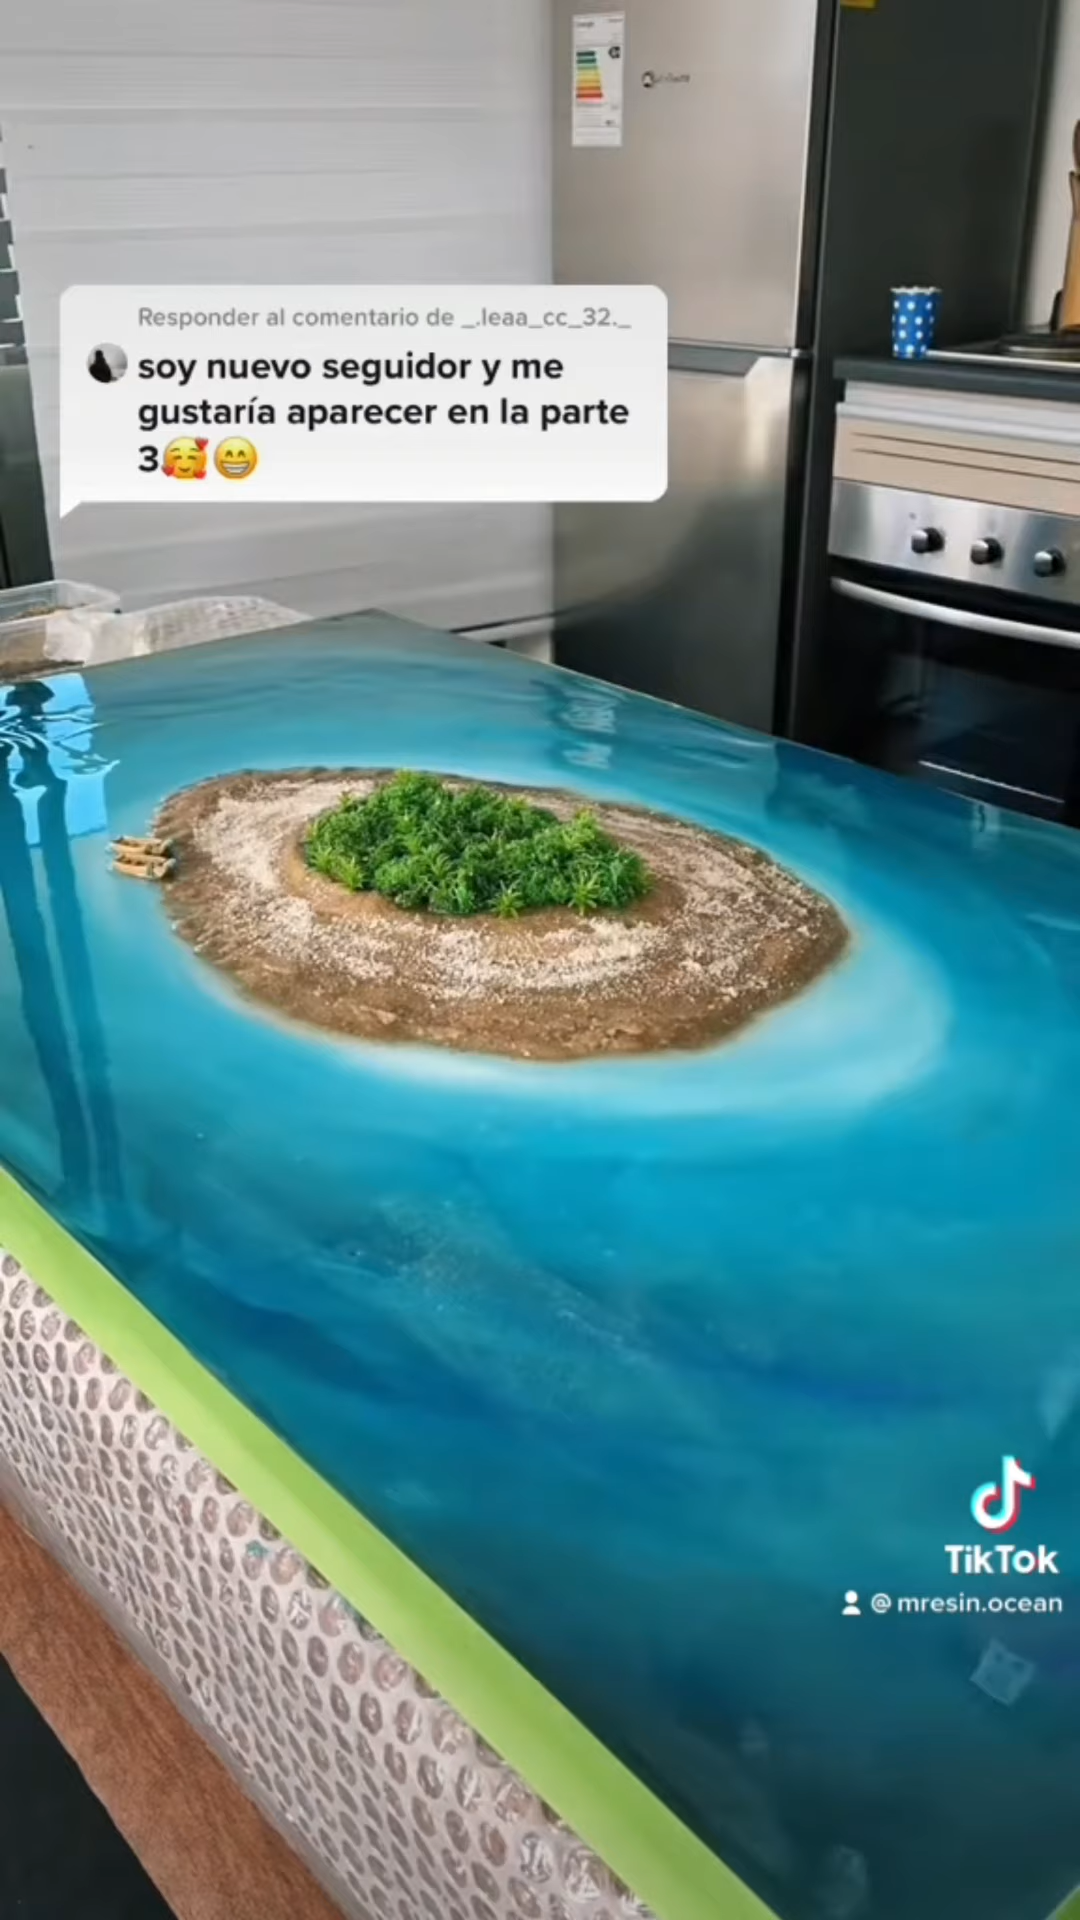 Responder al comentario de _.leaa_cc_32._
soy nuevo seguidor y me
gustaría aparecer en la parte
3🥰😁
TikTok
@mresin.ocean